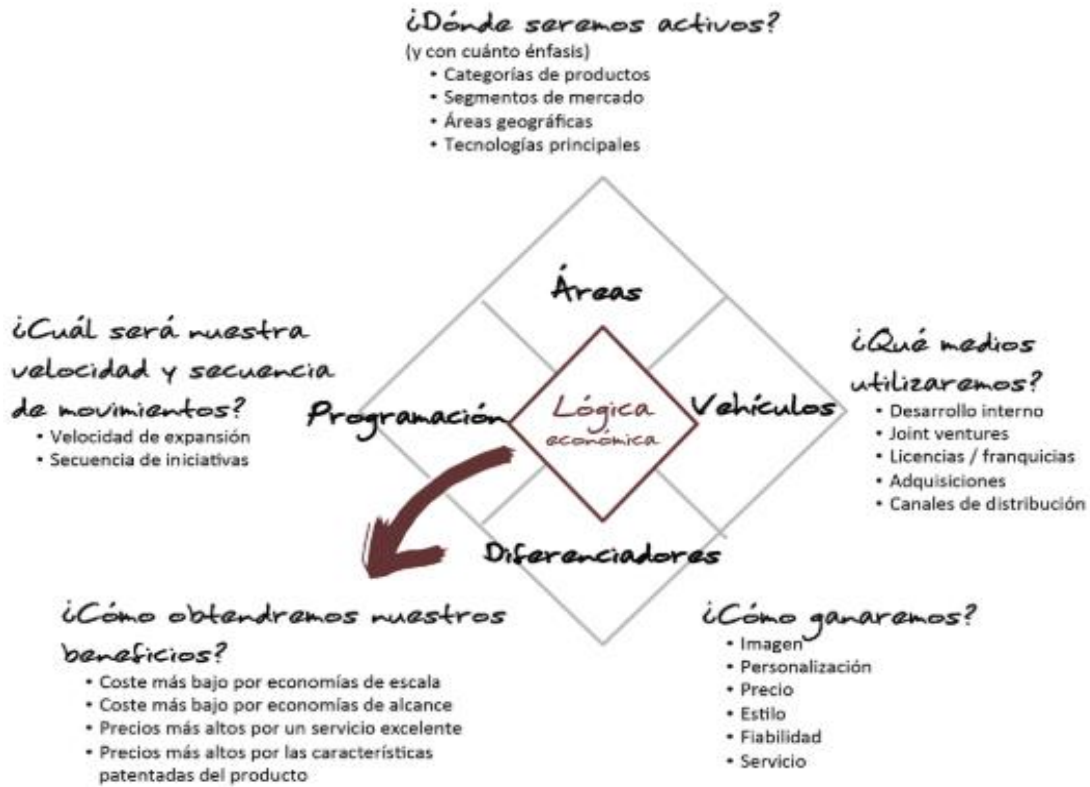 ¿Dónde seremos activos?
(y con cuánto énfasis)
• Categorías de productos
• Segmentos de mercado
• Áreas geográficas
• Tecnologías principales
Áreas
¿Cuál será nuestra
velocidad y secuencia
de movimientos?
• Velocidad de expansión
• Secuencia de iniciativas
Programación
Lógica
económica
Vehículos
¿Qué medios
utilizaremos?
• Desarrollo interno
• Joint ventures
• Licencias / franquicias
• Adquisiciones
• Canales de distribución
Diferenciadores
¿Cómo obtendremos nuestros
beneficios?
• Coste más bajo por economías de escala
• Coste más bajo por economías de alcance
• Precios más altos por un servicio excelente
• Precios más altos por las características
patentadas del producto
¿Cómo ganaremos?
• Imagen
• Personalización
• Precio
• Estilo
• Fiabilidad
• Servicio